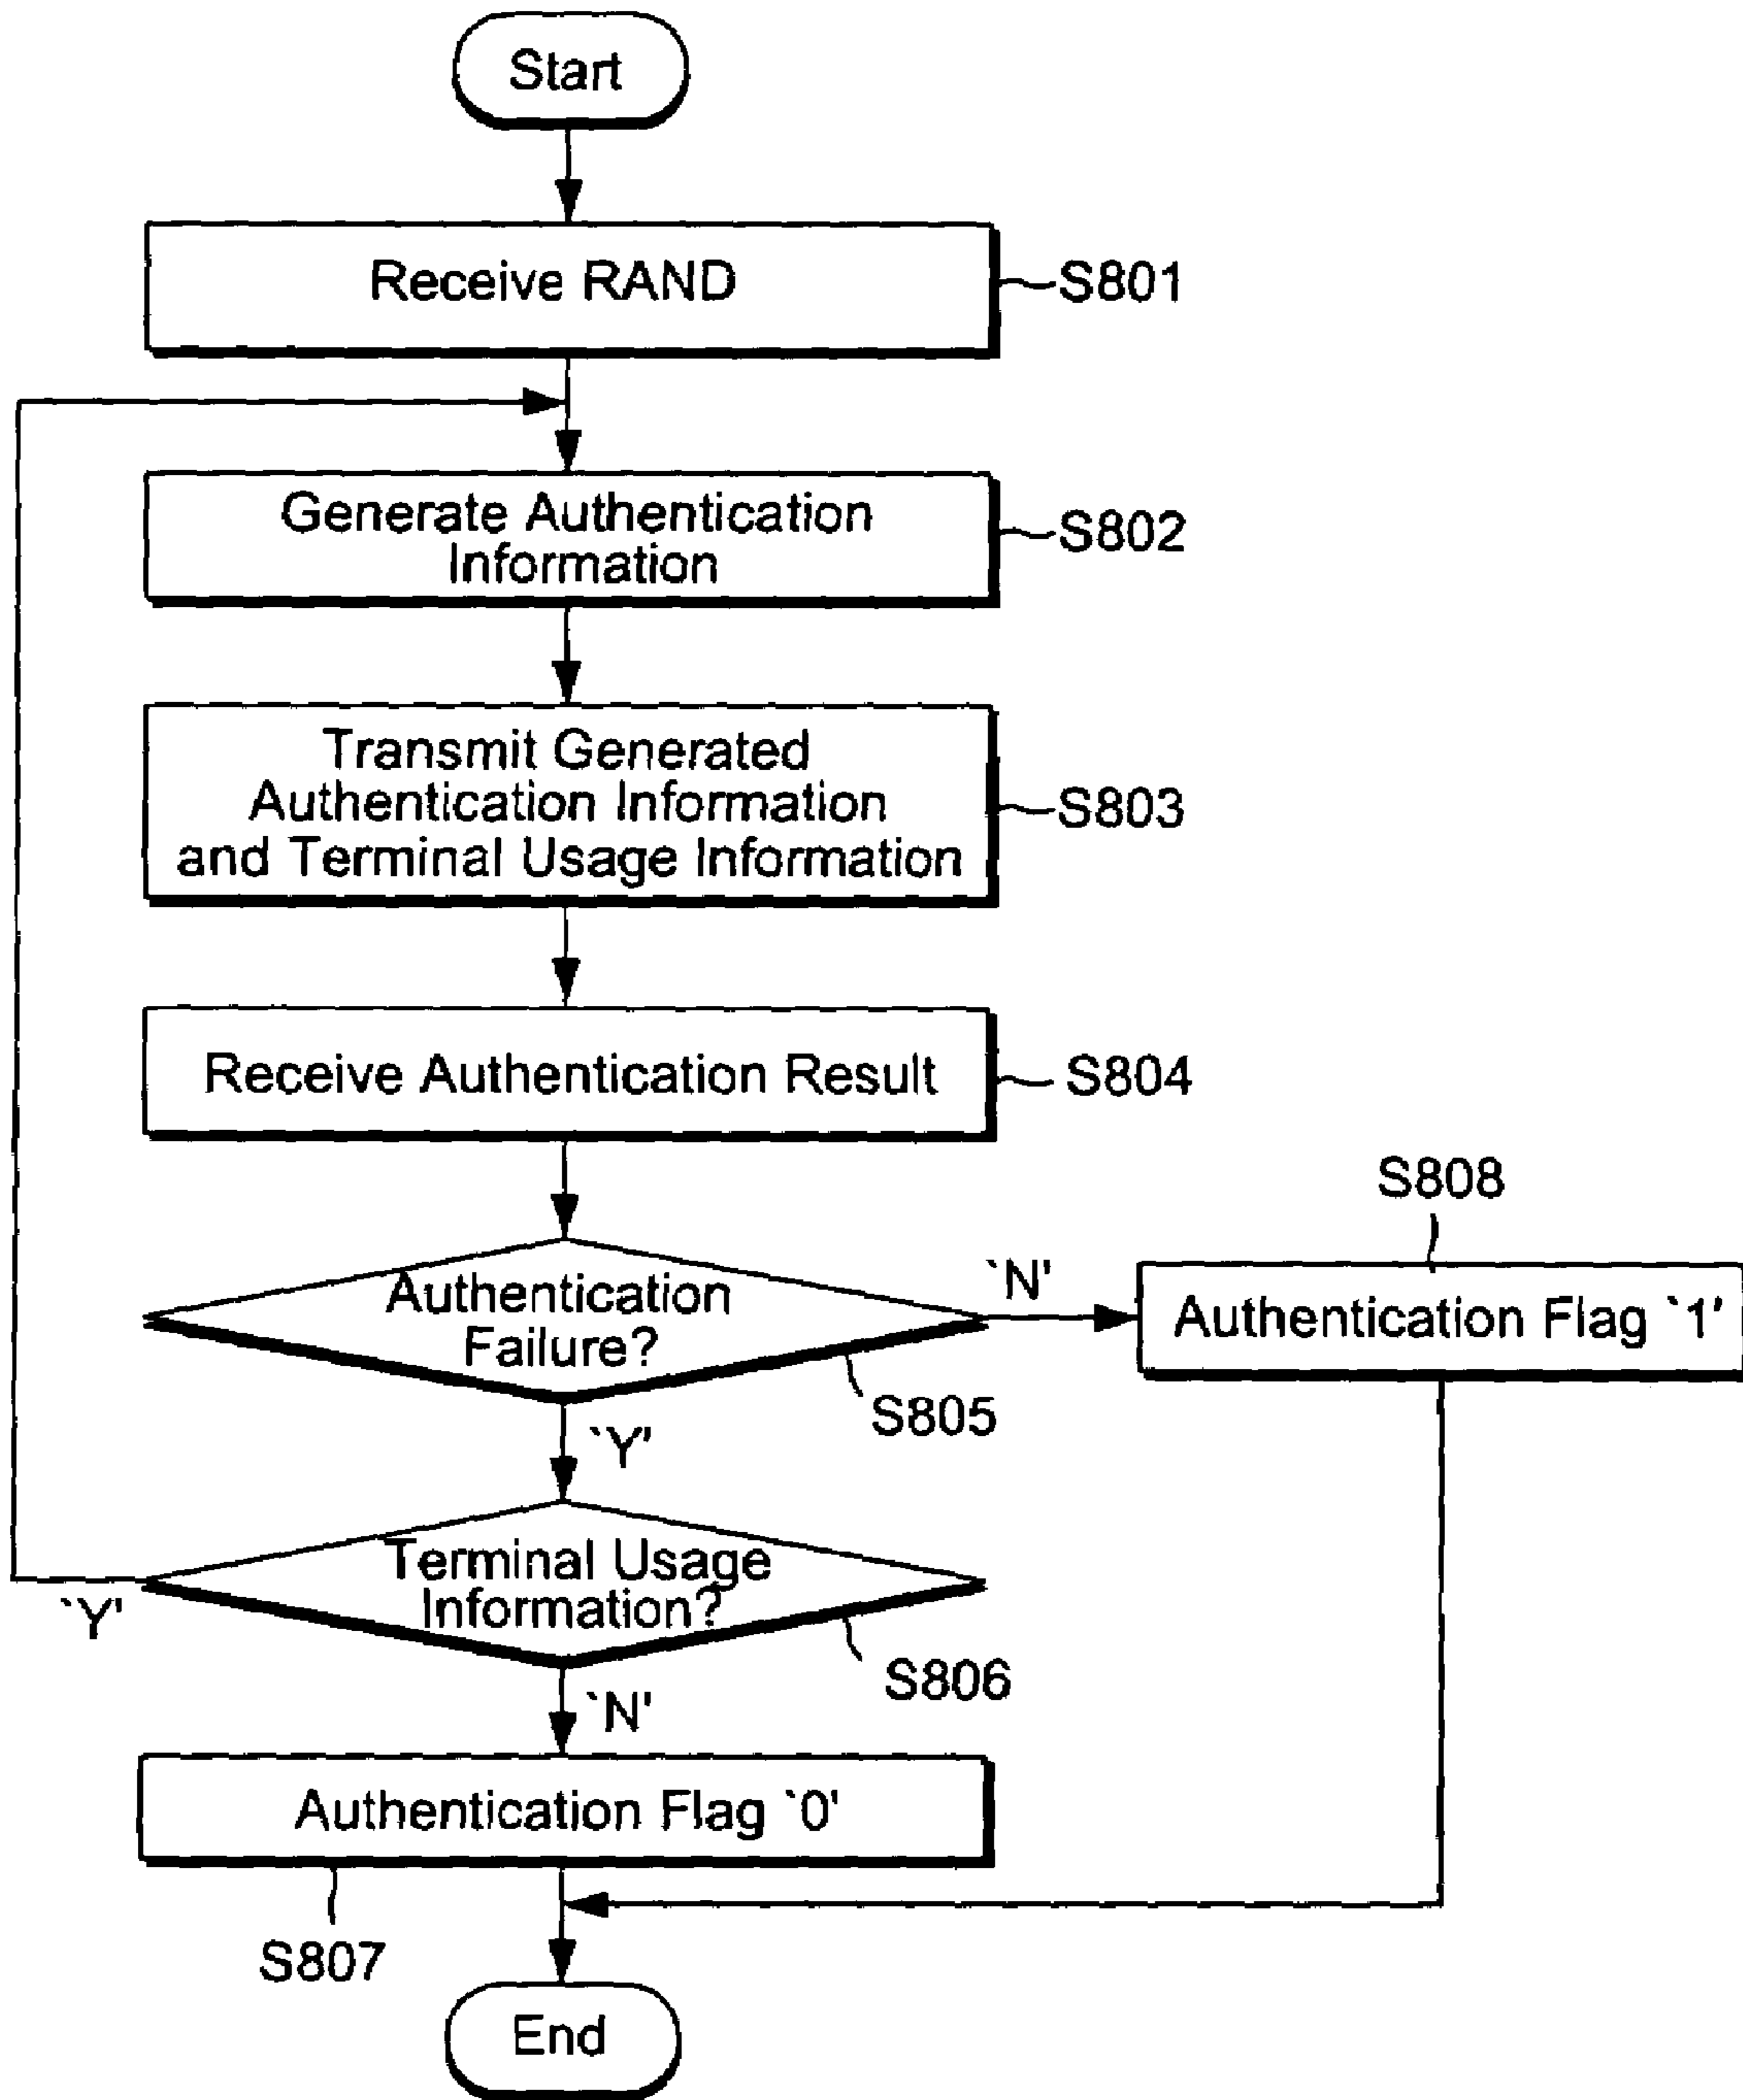 Start
Receive RAND
S801
Generate Authentication
Information
S802
Transmit Generated
Authentication Information
and Terminal Usage Information
S803
Receive Authentication Result
S804
S808
Authentication
Failure?
`N'
Authentication Flag `1'
S805
`Y'
Terminal Usage
Information?
`Y'
S806
`N'
Authentication Flag `0'
S807
End